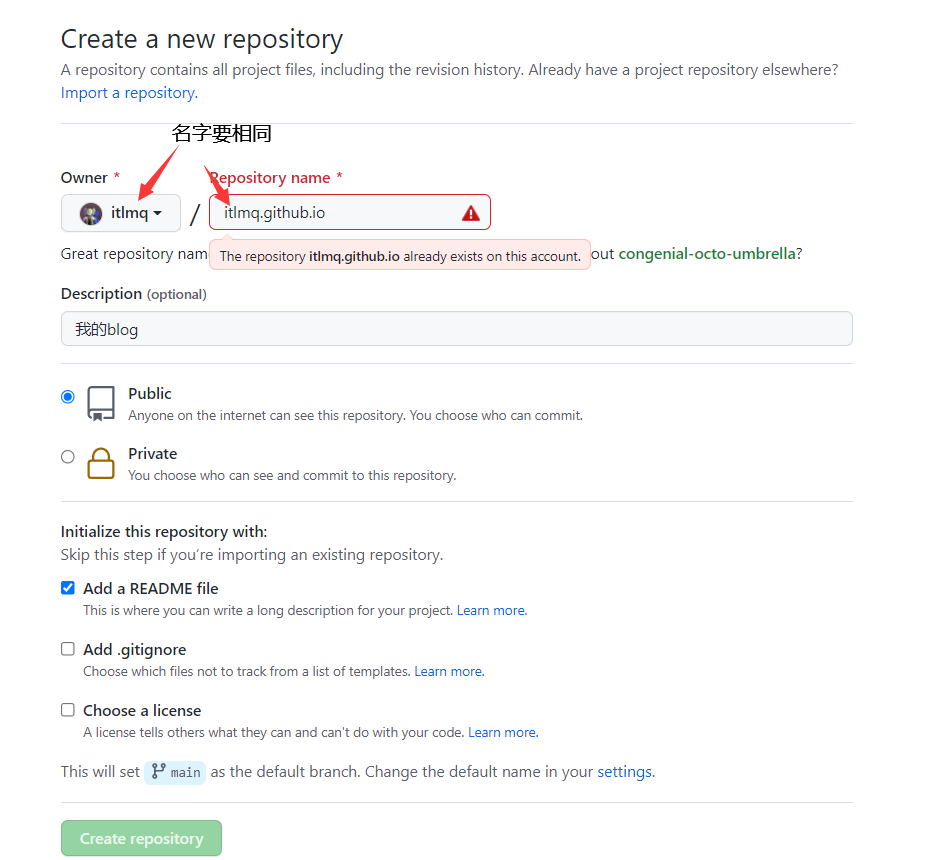 Create a new repository
A repository contains all project files, including the revision history. Already have a project repository elsewhere?
Import a repository.
名字要相同
Owner *
Repository name *
itlmq
/
itlmq.github.io
Great repository nam
The repository itlmq.github.io already exists on this account.
out congenial-octo-umbrella?
Description (optional)
我的blog
Public
Anyone on the internet can see this repository. You choose who can commit.
Private
You choose who can see and commit to this repository.
Initialize this repository with:
Skip this step if you’re importing an existing repository.
Add a README file
This is where you can write a long description for your project. Learn more.
Add .gitignore
Choose which files not to track from a list of templates. Learn more.
Choose a license
A license tells others what they can and can't do with your code. Learn more.
This will set main as the default branch. Change the default name in your settings.
Create repository